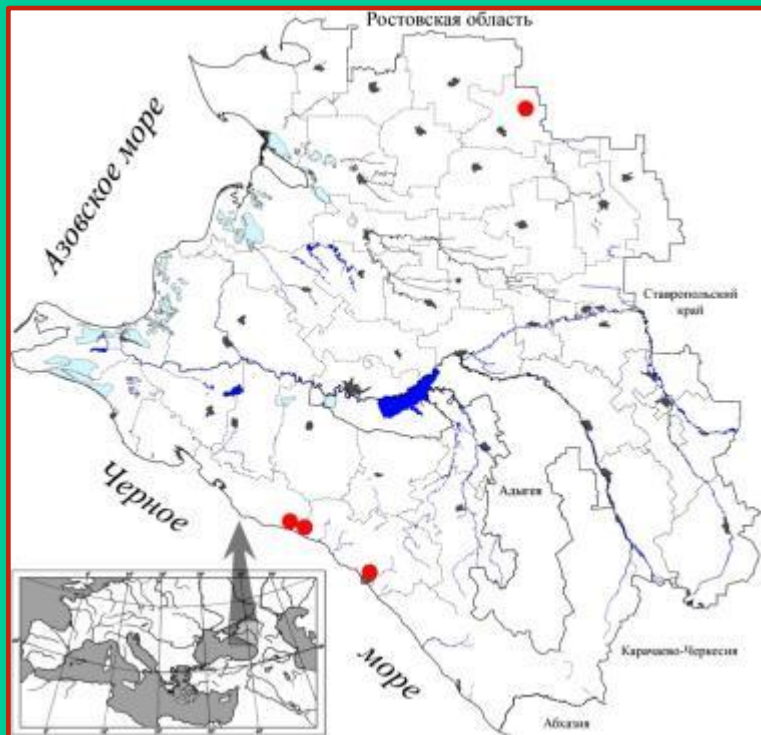 Ростовская область
Азовское море
Ставропольский
край
Черное
Адыгея
море
Карачаево-Черкесия
Абхазия